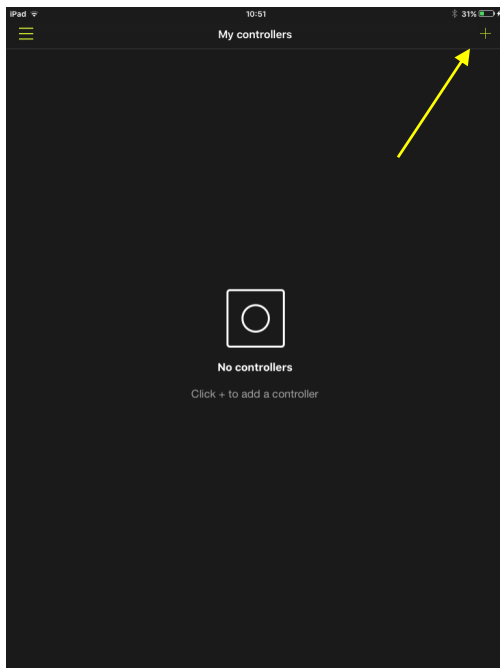 iPad 10:51 31%
My controllers +
No controllers
Click + to add a controller